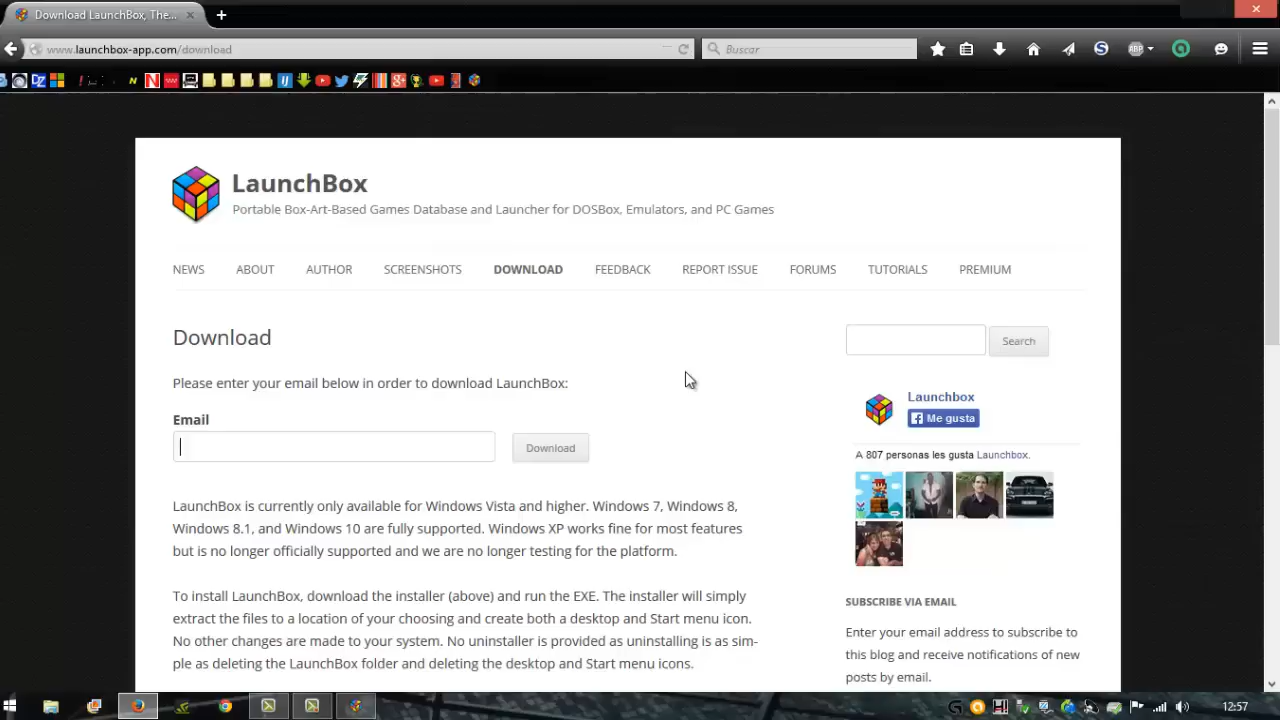 Download LaunchBox, The...
www.launchbox-app.com/download
Buscar
LaunchBox
Portable Box-Art-Based Games Database and Launcher for DOSBox, Emulators, and PC Games
NEWS ABOUT AUTHOR SCREENSHOTS DOWNLOAD FEEDBACK REPORT ISSUE FORUMS TUTORIALS PREMIUM
Download
Please enter your email below in order to download LaunchBox:
Email
Download
LaunchBox is currently only available for Windows Vista and higher. Windows 7, Windows 8,
Windows 8.1, and Windows 10 are fully supported. Windows XP works fine for most features
but is no longer officially supported and we are no longer testing for the platform.
To install LaunchBox, download the installer (above) and run the EXE. The installer will simply
extract the files to a location of your choosing and create both a desktop and Start menu icon.
No other changes are made to your system. No uninstaller is provided as uninstalling is as sim-
ple as deleting the LaunchBox folder and deleting the desktop and Start menu icons.
Search
Launchbox
Me gusta
A 807 personas les gusta Launchbox.
SUBSCRIBE VIA EMAIL
Enter your email address to subscribe to
this blog and receive notifications of new
posts by email.
12:57